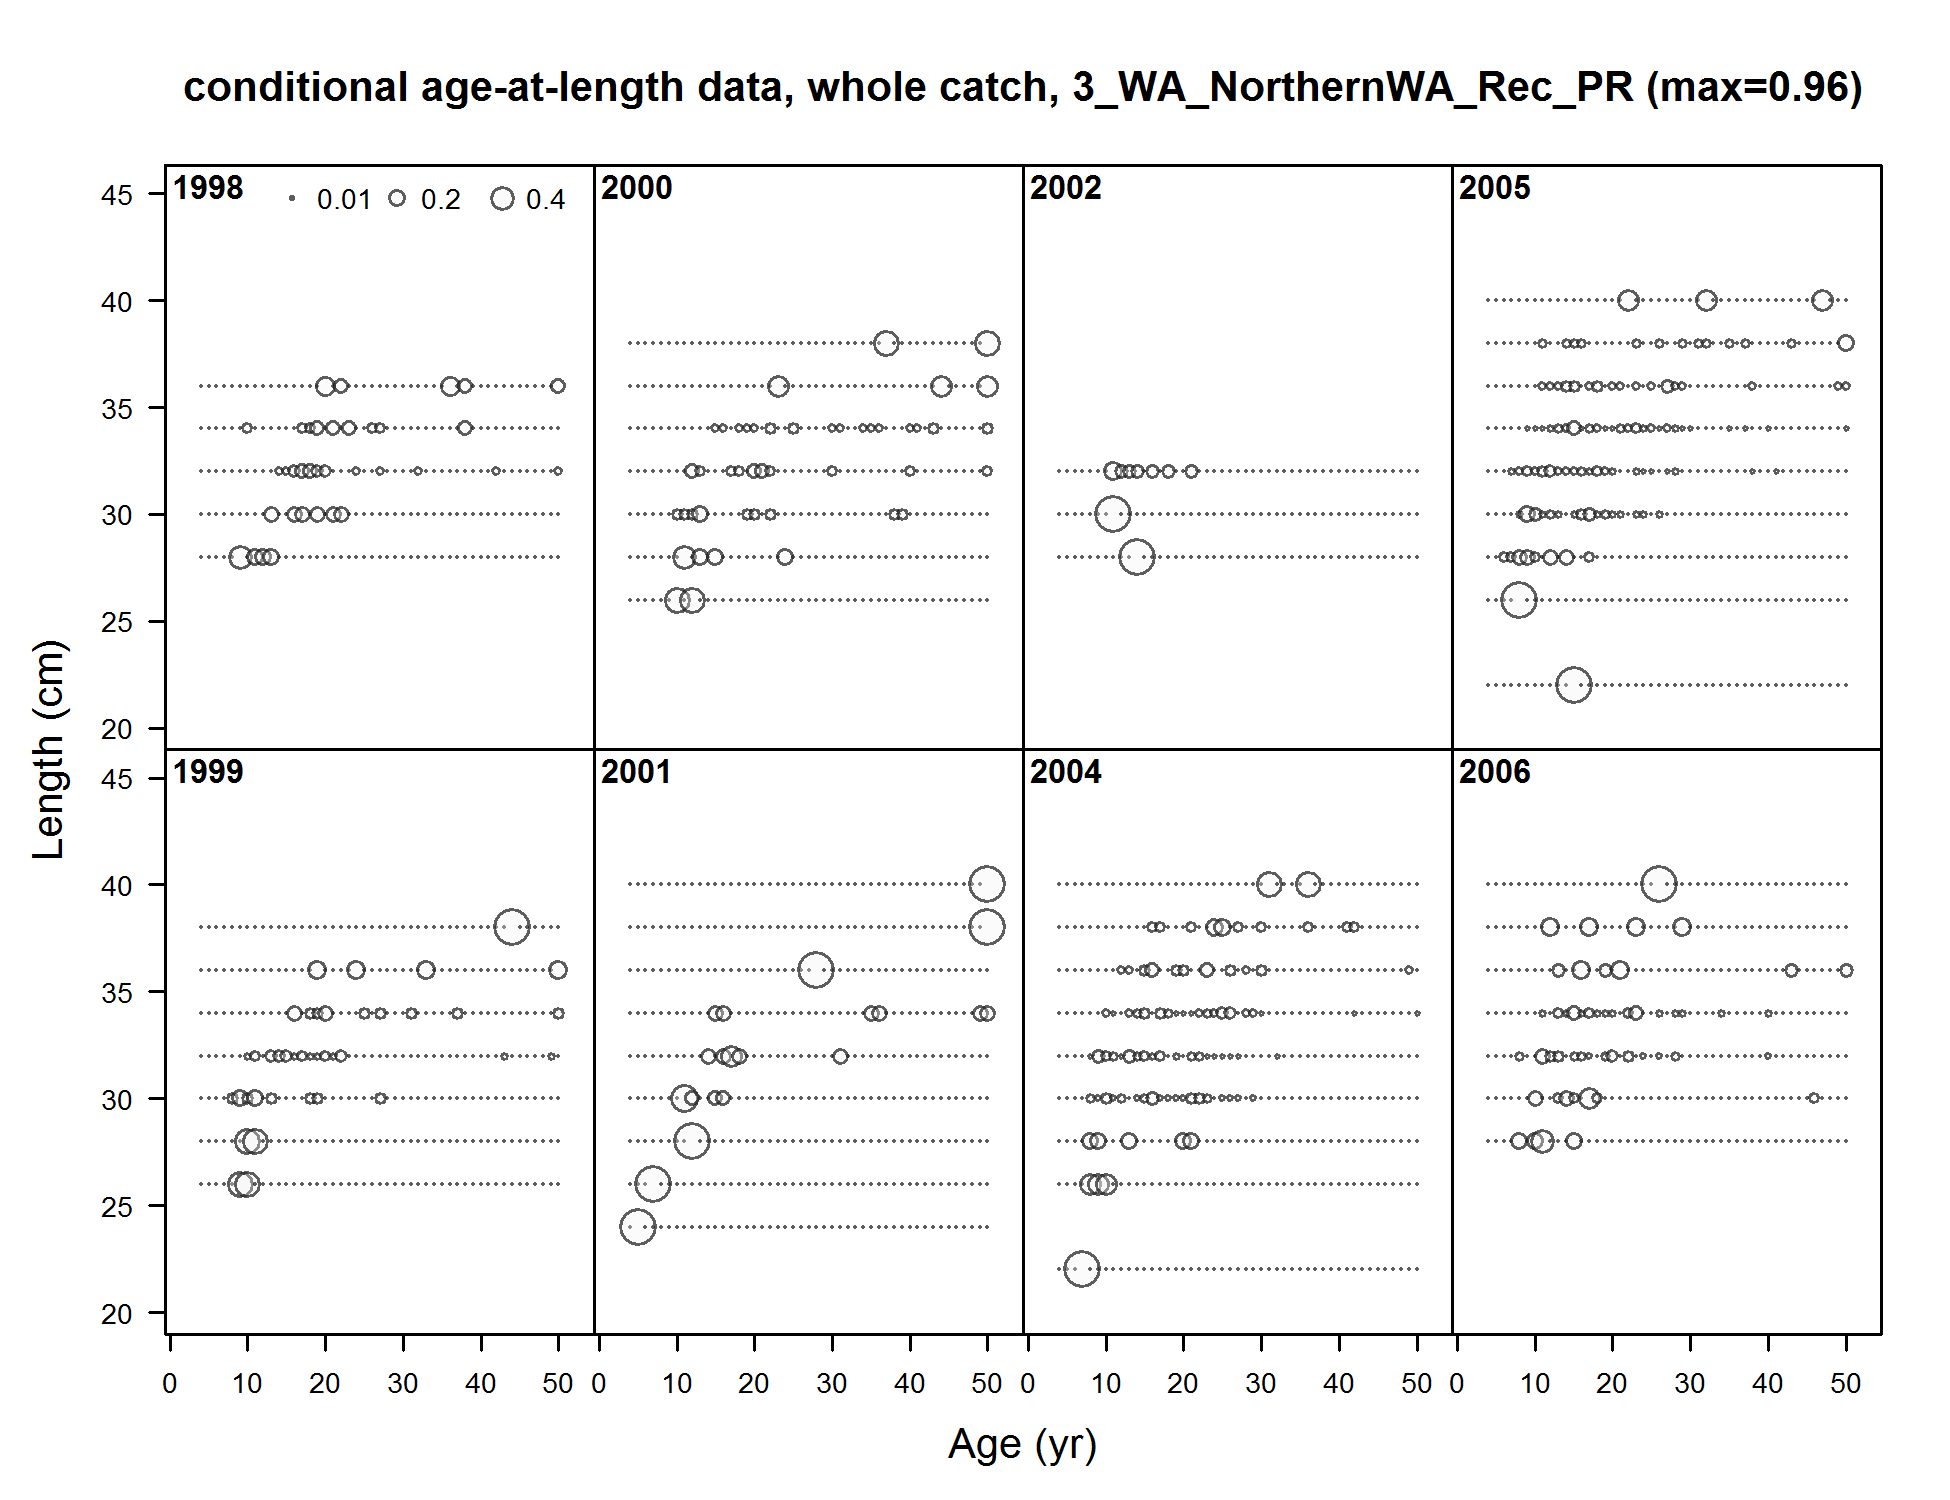 conditional age-at-length data, whole catch, 3_WA_NorthernWA_Rec_PR (max=0.96)
1998 0.01 0.2 0.4 2000 2002 2005
45
40
35
30
25
20
1999 2001 2004 2006
45
40
35
30
25
20
Length (cm)
0 10 20 30 40 50 0 10 20 30 40 50 0 10 20 30 40 50 0 10 20 30 40 50
Age (yr)